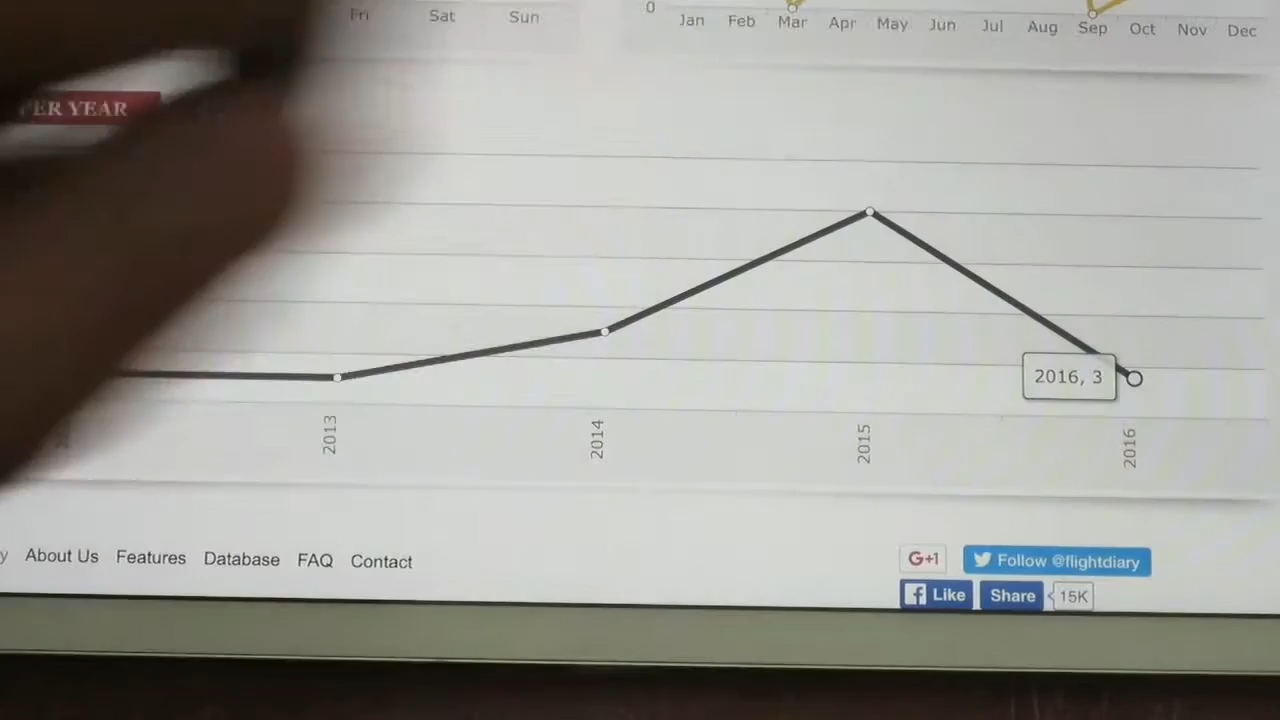 Fri Sat Sun
0
Jan Feb Mar Apr May Jun Jul Aug Sep Oct Nov Dec
PER YEAR
2016, 3
2013 2014 2015 2016
y About Us Features Database FAQ Contact
G+1 Follow @flightdiary
Like Share 15K